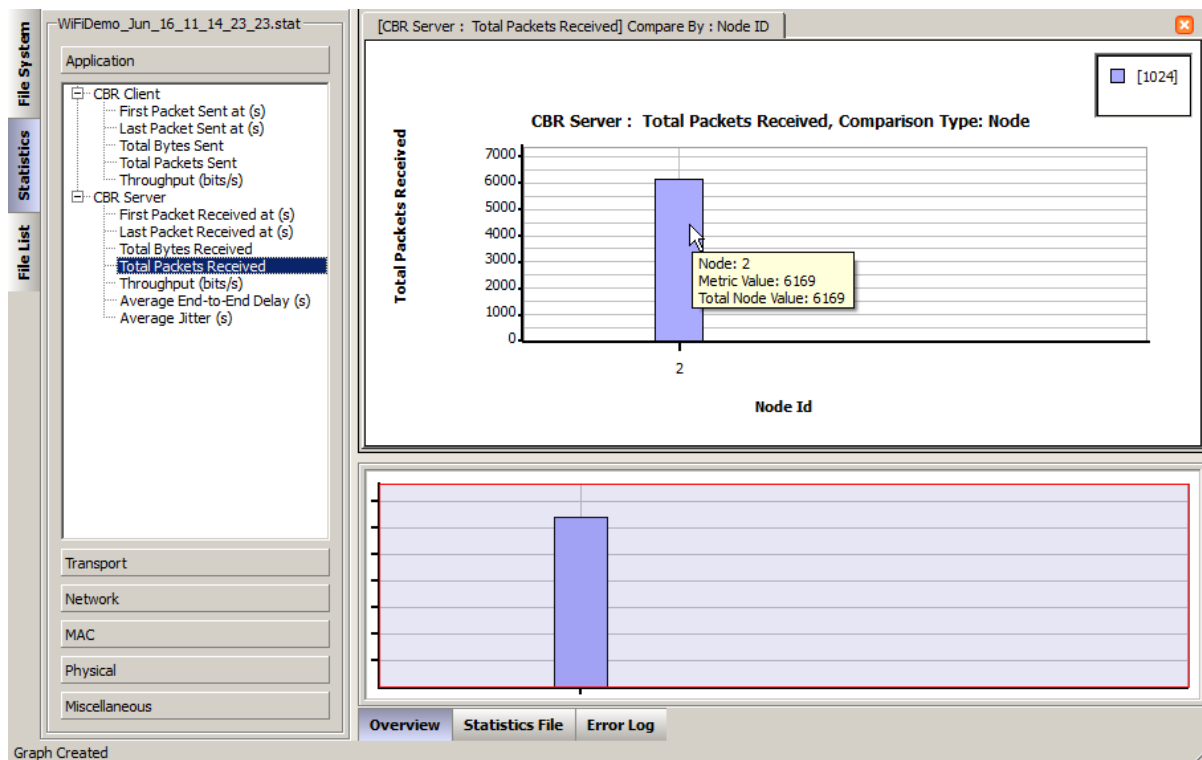 File System
Statistics
File List
WiFiDemo_Jun_16_11_14_23_23.stat
Application
CBR Client
First Packet Sent at (s)
Last Packet Sent at (s)
Total Bytes Sent
Total Packets Sent
Throughput (bits/s)
CBR Server
First Packet Received at (s)
Last Packet Received at (s)
Total Bytes Received
Total Packets Received
Throughput (bits/s)
Average End-to-End Delay (s)
Average Jitter (s)
Transport
Network
MAC
Physical
Miscellaneous
[CBR Server : Total Packets Received] Compare By : Node ID
[1024]
CBR Server : Total Packets Received, Comparison Type: Node
Total Packets Received
7000
6000
5000
4000
3000
2000
1000
0
Node: 2
Metric Value: 6169
Total Node Value: 6169
2
Node Id
Overview
Statistics File
Error Log
Graph Created